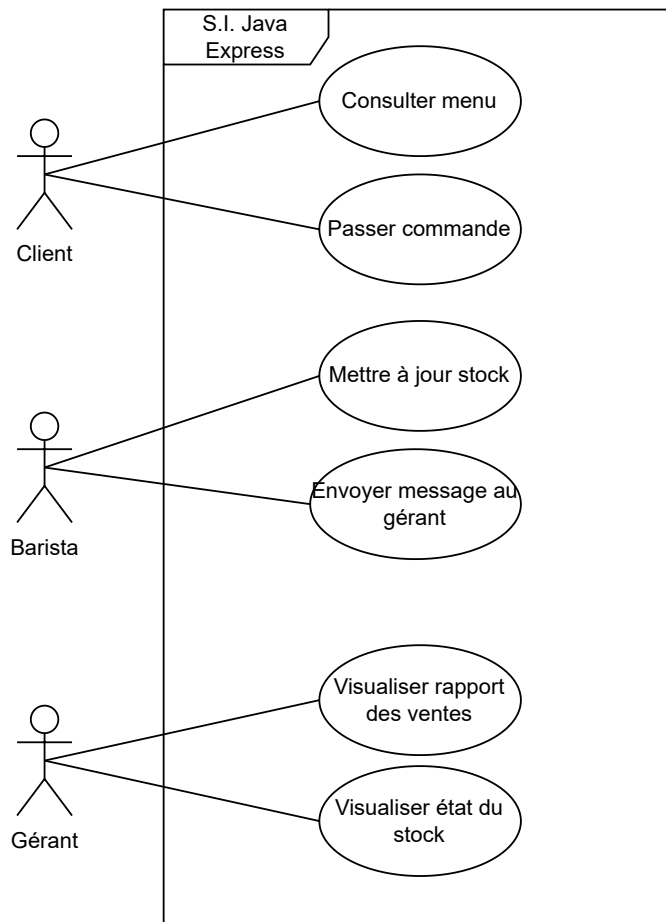 S.I. Java
Express
Consulter menu
Client
Passer commande
Mettre à jour stock
Barista
Envoyer message au
gérant
Visualiser rapport
des ventes
Gérant
Visualiser état du
stock